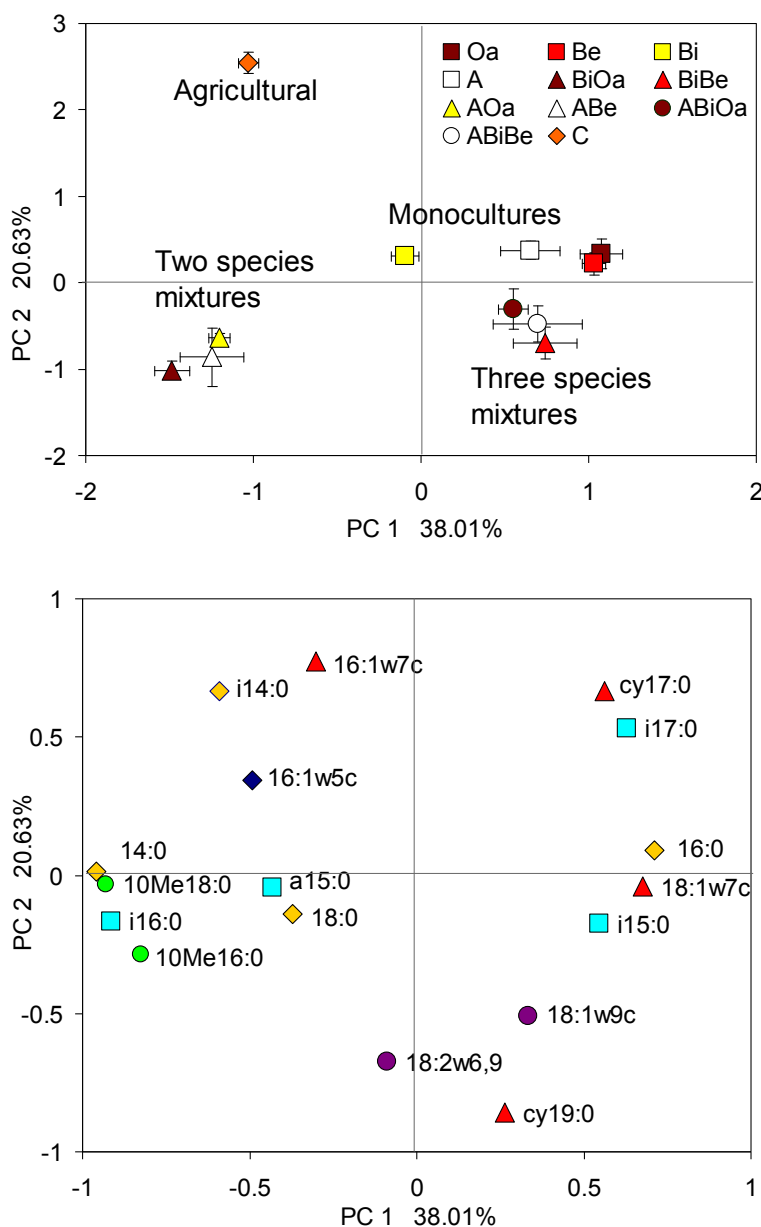 3
2
1
0
-1
-2
PC 2 20.63%
Agricultural
Oa Be Bi
A BiOa BiBe
AOa ABe ABiOa
ABiBe C
Monocultures
Two species
mixtures
Three species
mixtures
-2 -1 0 1 2
PC 1 38.01%
1
0.5
0
-0.5
-1
PC 2 20.63%
16:1w7c
i14:0
cy17:0
i17:0
16:1w5c
14:0
16:0
10Me18:0
a15:0
18:1w7c
i16:0
18:0
i15:0
10Me16:0
18:1w9c
18:2w6,9
cy19:0
-1 -0.5 0 0.5 1
PC 1 38.01%